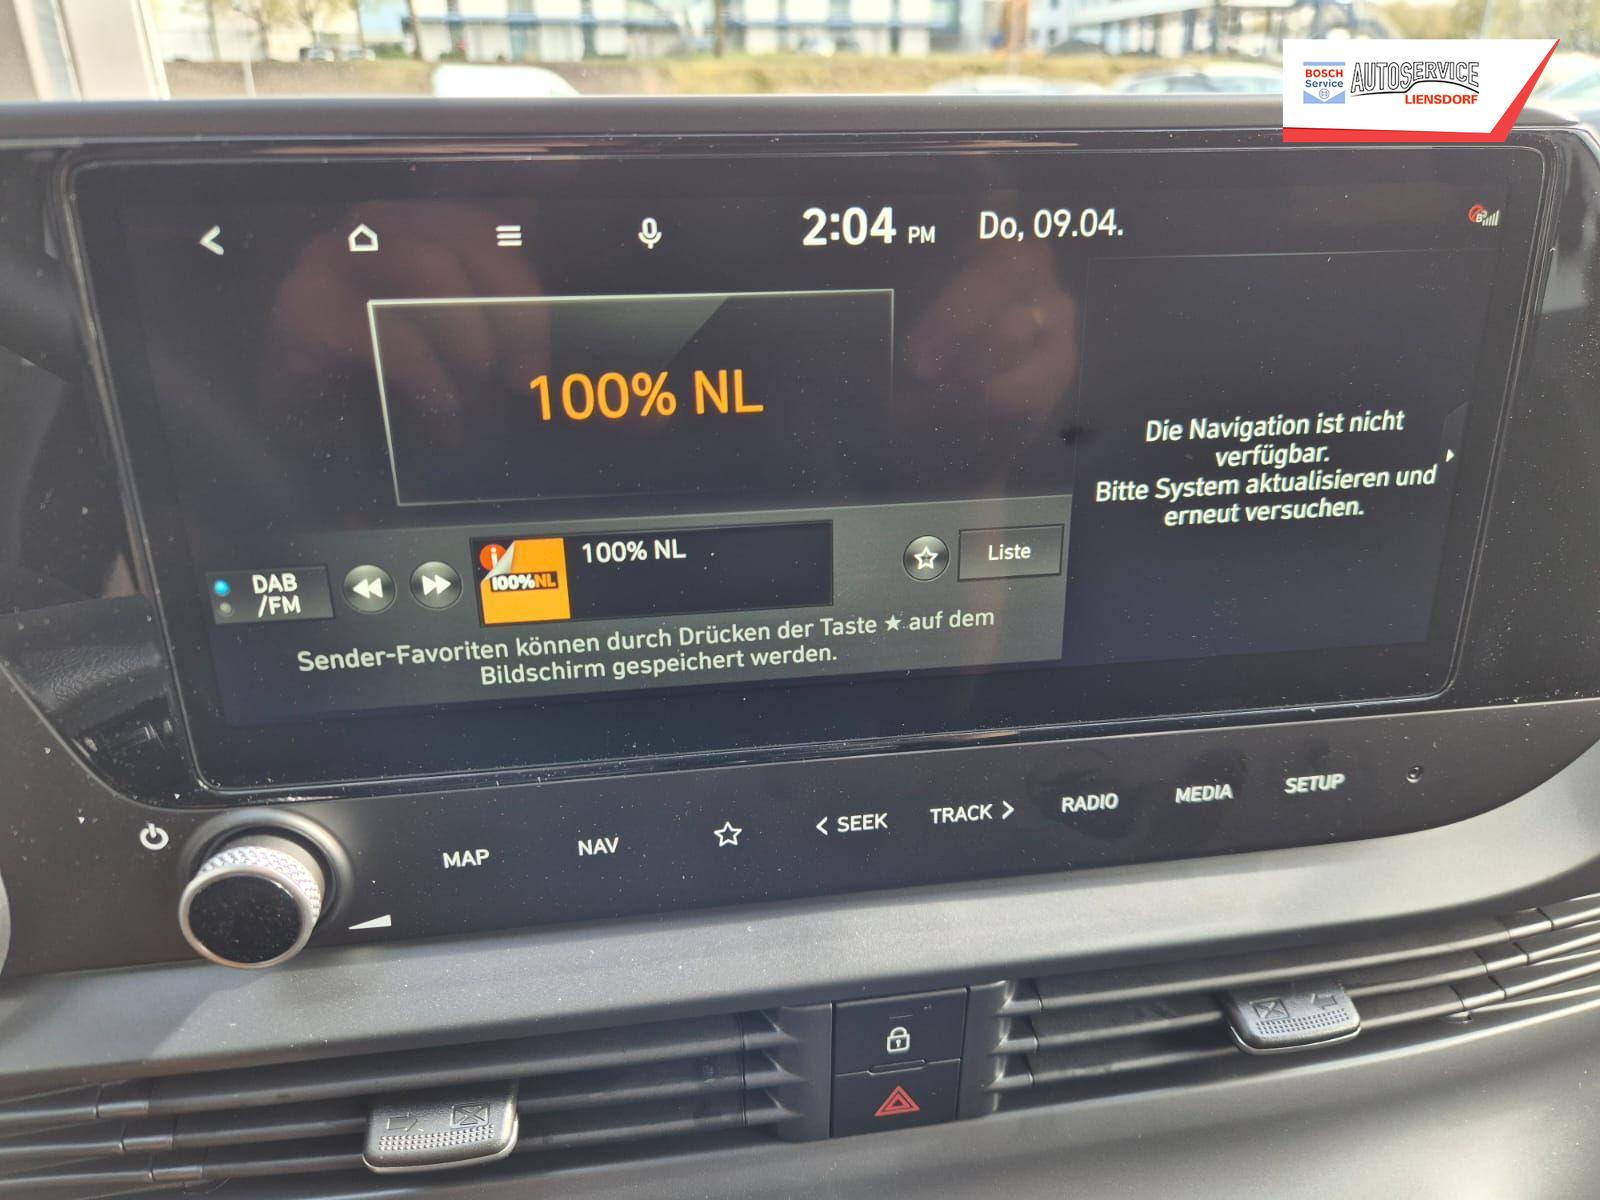 BOSCH
Service
AUTOSERVICE
LIENSDORF
2:04 PM
Do, 09.04.
100% NL
Die Navigation ist nicht
verfügbar.
Bitte System aktualisieren und
erneut versuchen.
DAB
/FM
100%NL
100% NL
Liste
Sender-Favoriten können durch Drücken der Taste ★ auf dem
Bildschirm gespeichert werden.
MAP
NAV
< SEEK
TRACK >
RADIO
MEDIA
SETUP